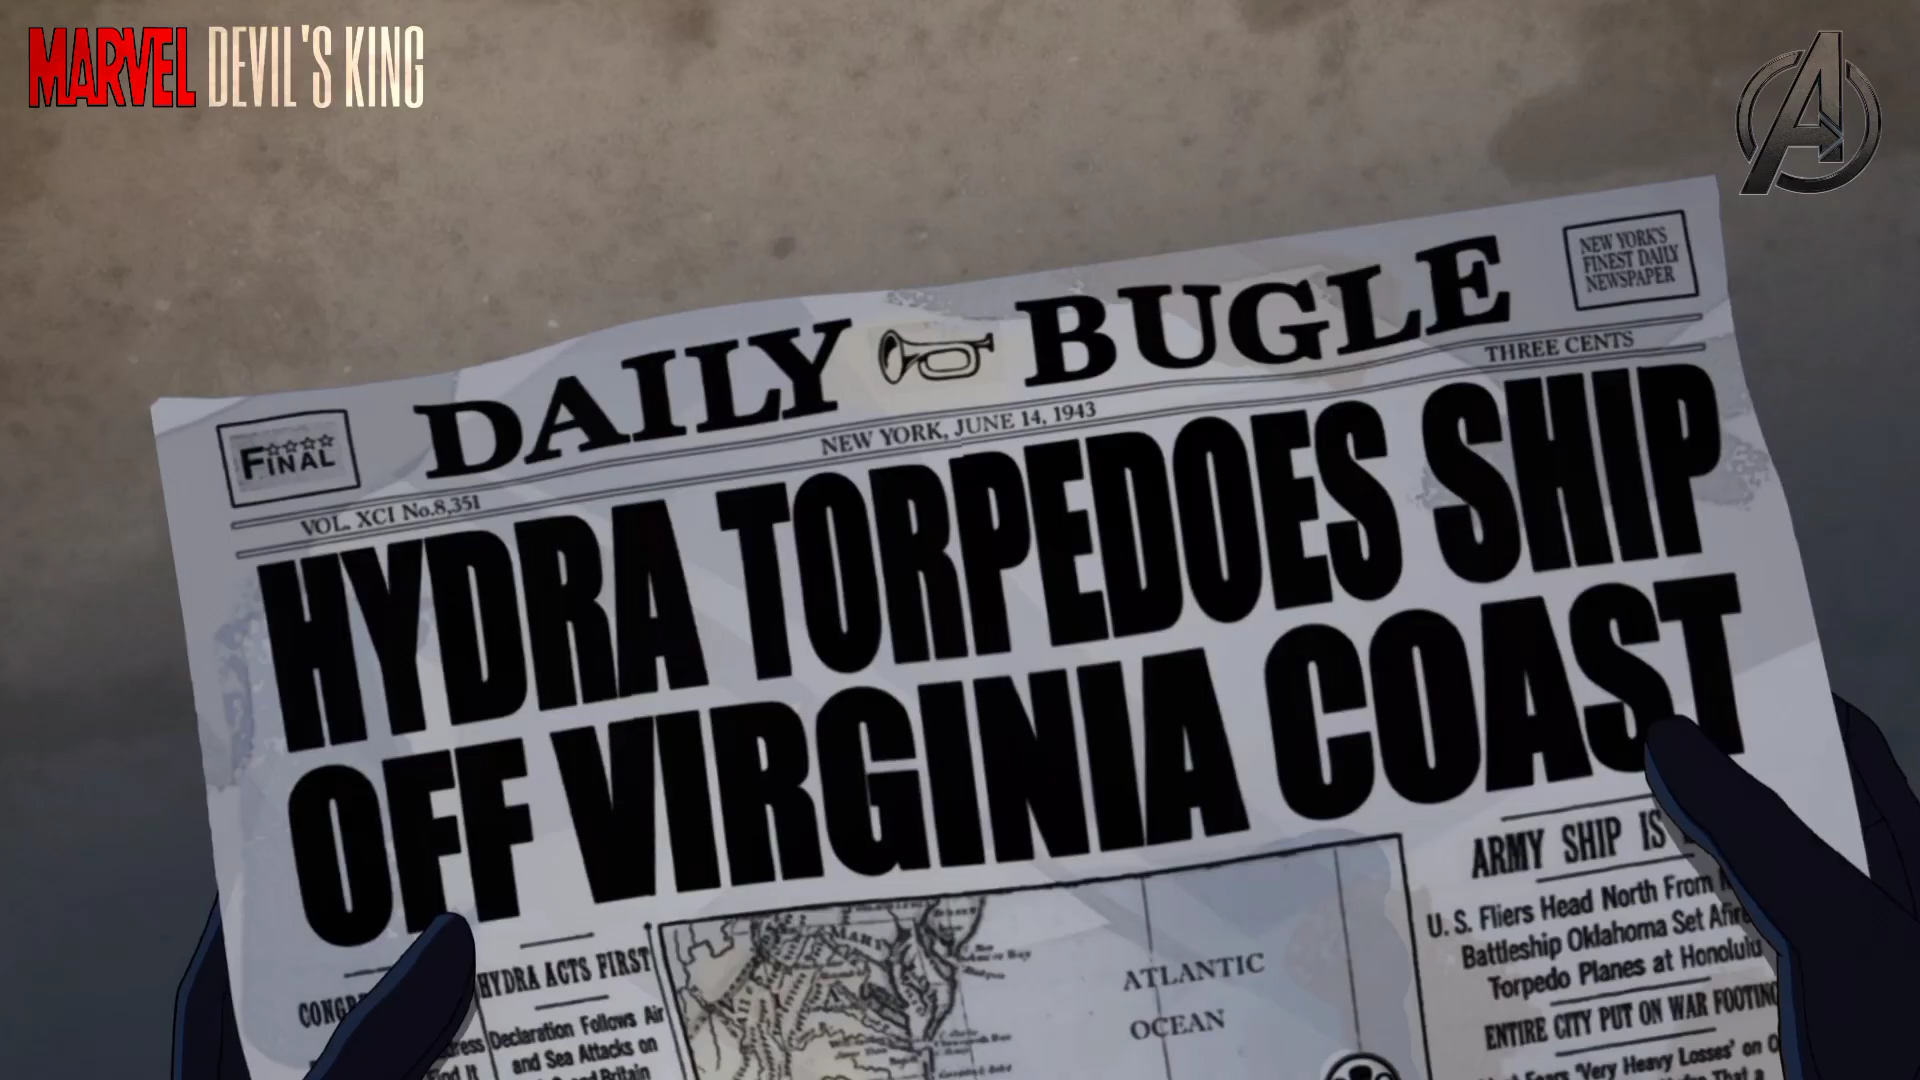 MARVEL DEVIL'S KING
A
NEW YORK'S
FINEST DAILY
NEWSPAPER
DAILY BUGLE
FINAL
THREE CENTS
NEW YORK, JUNE 14, 1943
VOL. XCI No.8,351
HYDRA TORPEDOES SHIP
OFF VIRGINIA COAST
HYDRA ACTS FIRST
Declaration Follows Air
and Sea Attacks on
Britain
ATLANTIC
OCEAN
ARMY SHIP IS
U.S. Fliers Head North From
Battleship Oklahoma Set Afire
Torpedo Planes at Honolulu
ENTIRE CITY PUT ON WAR FOOTING
Fears 'Very Heavy Losses' on
That a